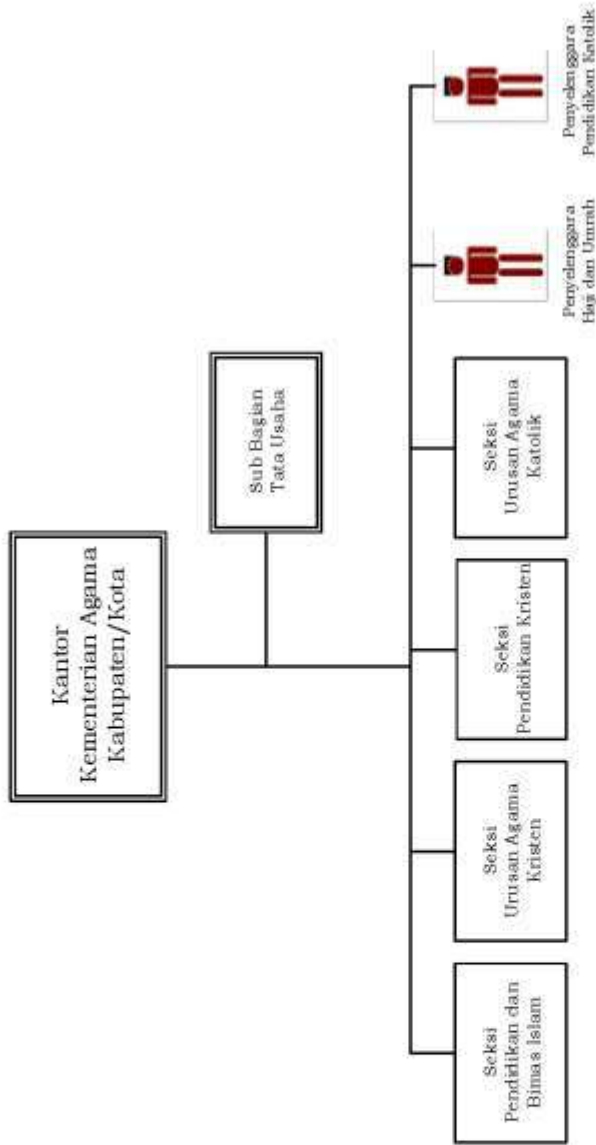 Kantor
Kementerian Agama
Kabupaten/Kota
Sub Bagian
Tata Usaha
Seksi
Pendidikan dan
Bimas Islam
Seksi
Urusan Agama
Kristen
Seksi
Pendidikan Kristen
Seksi
Urusan Agama
Katolik
Penyelenggara
Haji dan Umrah
Penyelenggara
Pendidikan Katolik